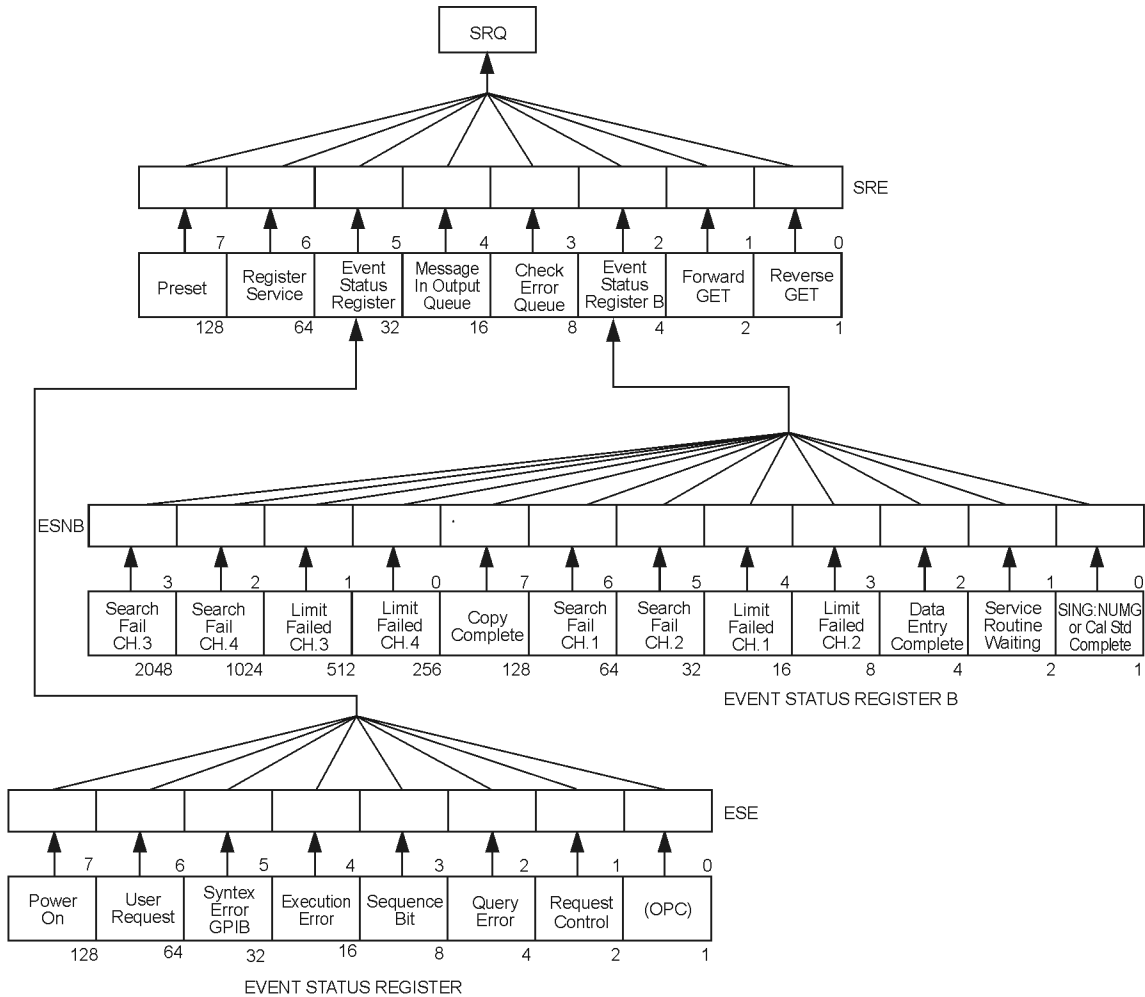 SRQ
SRE
7 6 5 4 3 2 1 0
Preset
Register
Service
Event
Status
Register
Message
In Output
Queue
Check
Error
Queue
Event
Status
Register B
Forward
GET
Reverse
GET
128 64 32 16 8 4 2 1
ESNB
3 2 1 0 7 6 5 4 3 2 1 0
Search
Fail
CH.3
Search
Fail
CH.4
Limit
Failed
CH.3
Limit
Failed
CH.4
Copy
Complete
Search
Fail
CH.1
Search
Fail
CH.2
Limit
Failed
CH.1
Limit
Failed
CH.2
Data
Entry
Complete
Service
Routine
Waiting
SING:NUMG
or Cal Std
Complete
2048 1024 512 256 128 64 32 16 8 4 2 1
EVENT STATUS REGISTER B
ESE
7 6 5 4 3 2 1 0
Power
On
User
Request
Syntex
Error
GPIB
Execution
Error
Sequence
Bit
Query
Error
Request
Control
(OPC)
128 64 32 16 8 4 2 1
EVENT STATUS REGISTER